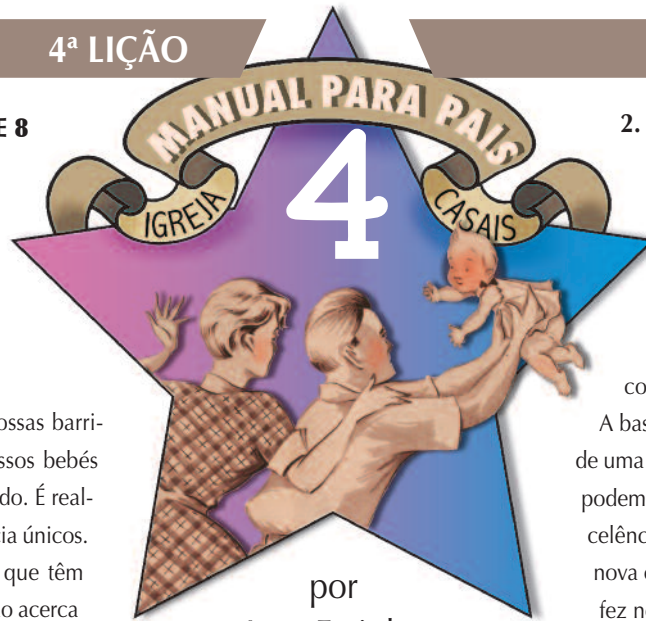 4ª LIÇÃO
MANUAL PARA PAIS
IGREJA
CASAIS
4
E 8
2.
ossas barri-
ssos bebés
do. É real-
cia únicos.
que têm
o acerca
por
co
A bas
de uma
podem
celênc
nova
fez n